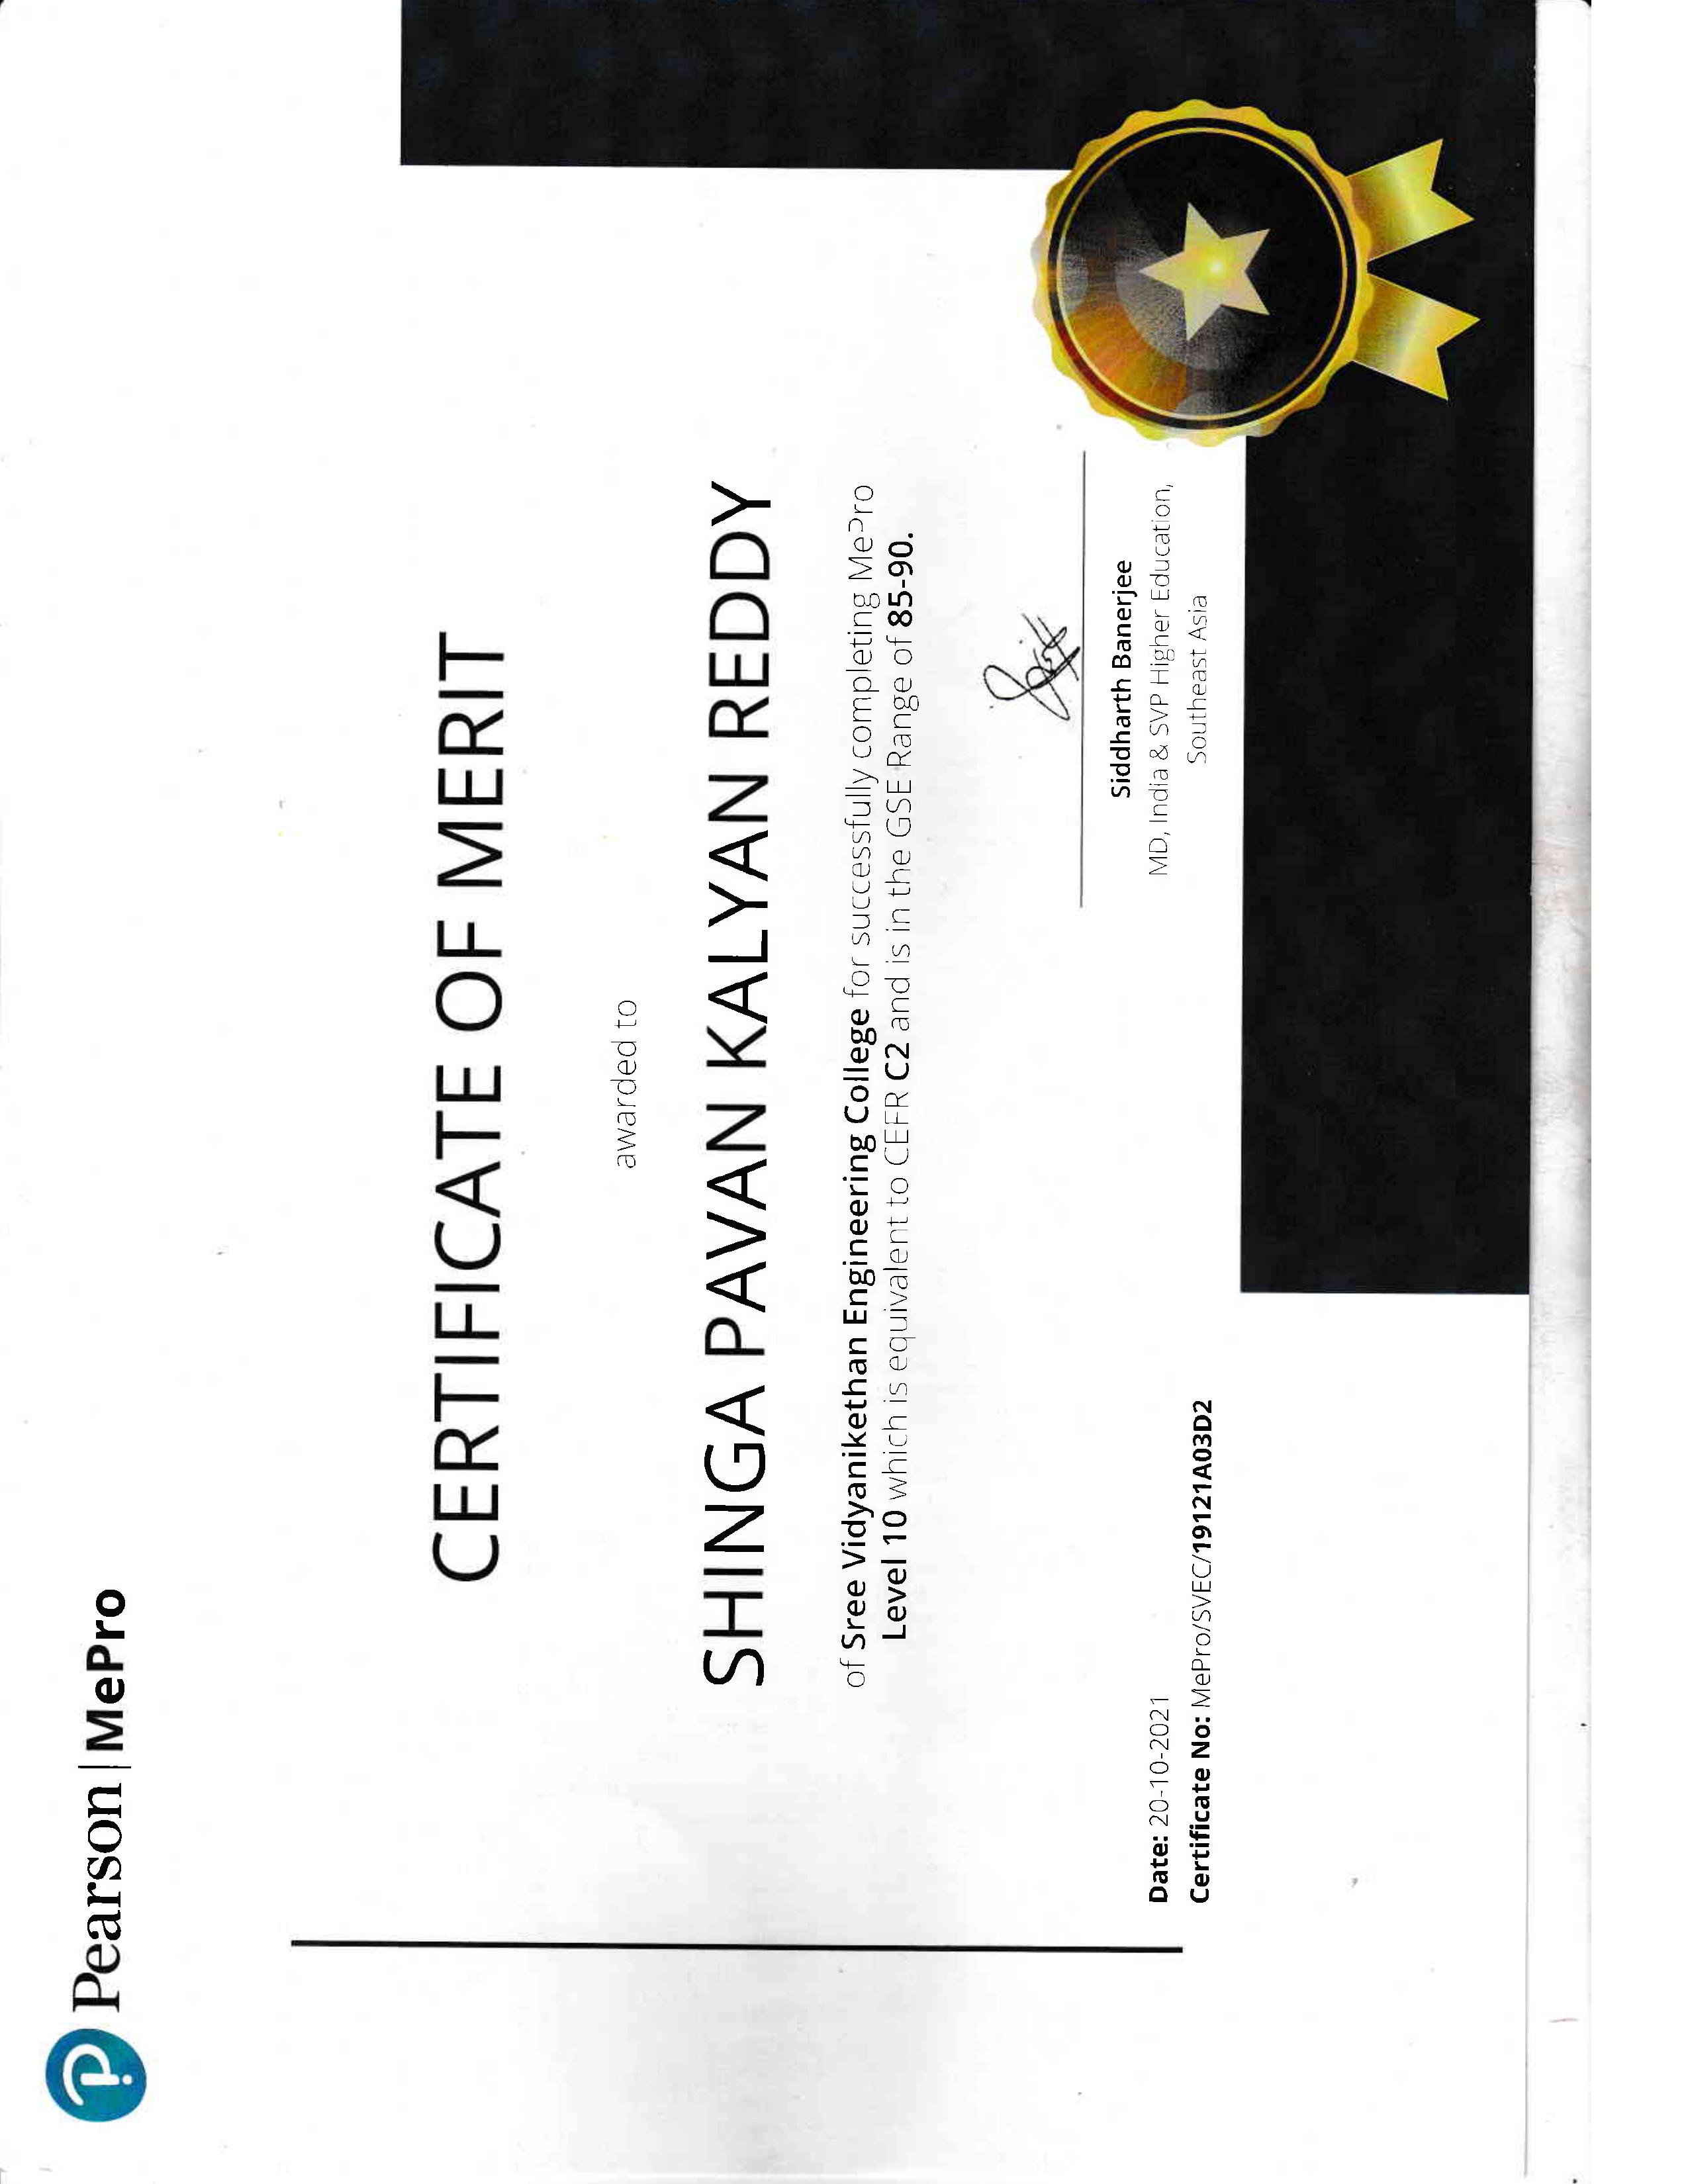 Pearson | MePro
CERTIFICATE OF MERIT
awarded to
SHINGA PAVAN KALYAN REDDY
of Sree Vidyanikethan Engineering College for successfully completing MePro
Level 10 which is equivalent to CEFR C2 and is in the GSE Range of 85-90.
Siddharth Banerjee
MD, India & SVP Higher Education,
Southeast Asia
Date: 20-10-2021
Certificate No: MePro/SVEC/19121A03D2